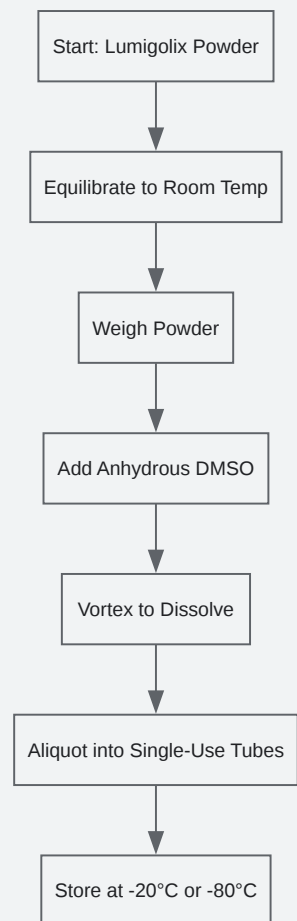 Start: Lumigolix Powder
Equilibrate to Room Temp
Weigh Powder
Add Anhydrous DMSO
Vortex to Dissolve
Aliquot into Single-Use Tubes
Store at -20°C or -80°C